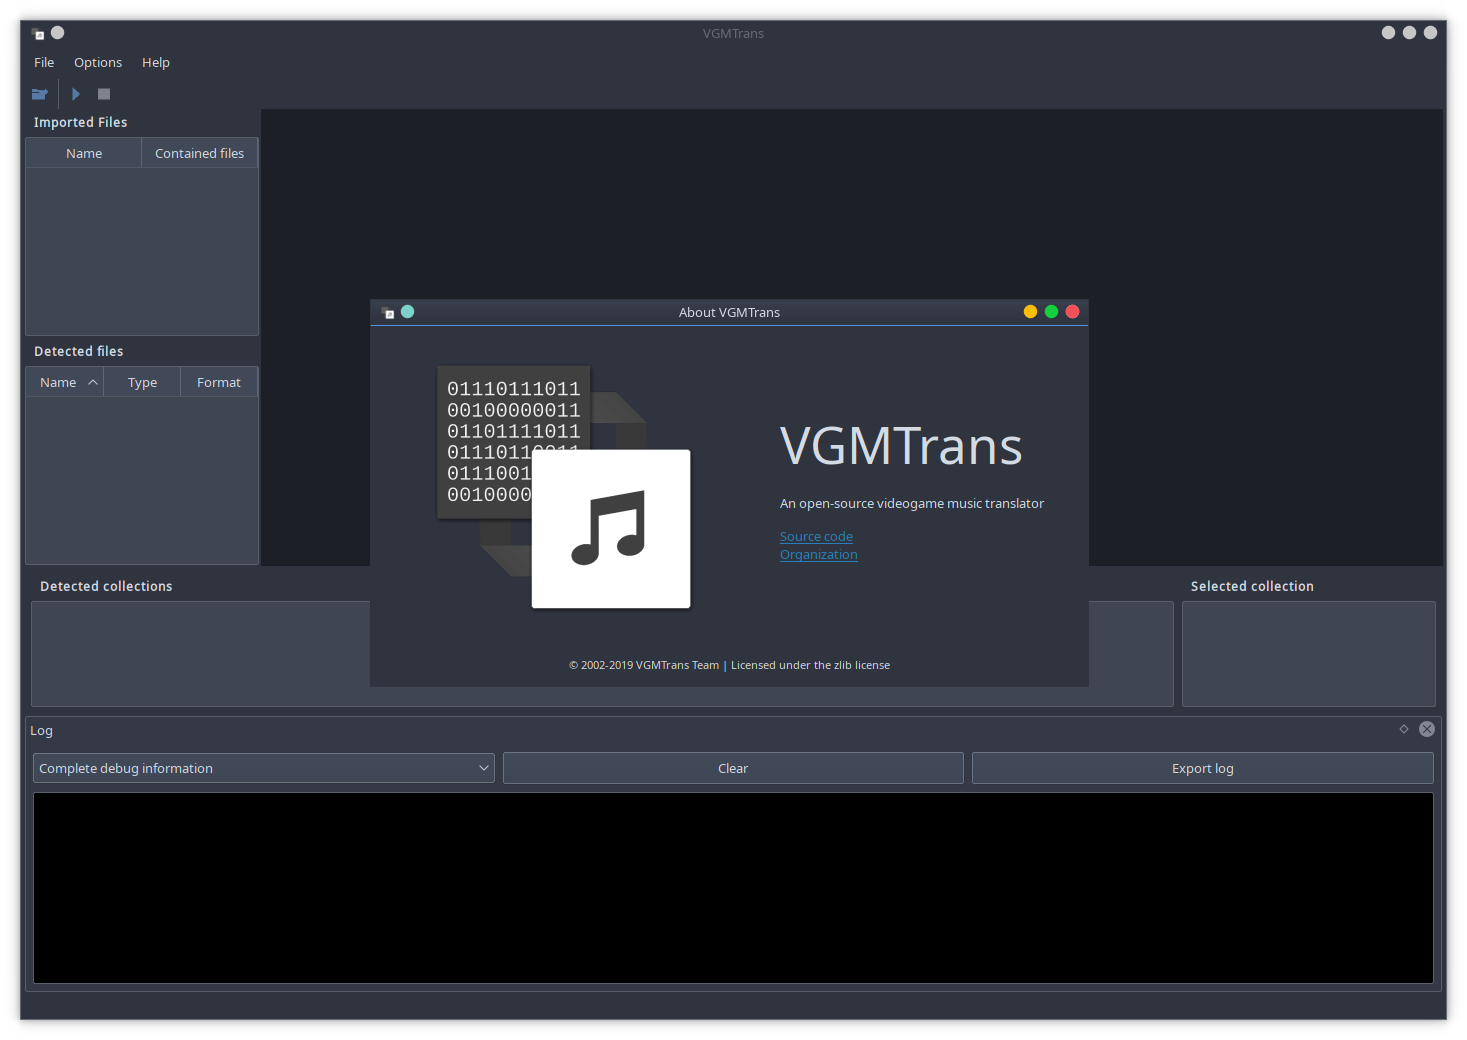 VGMTrans
File Options Help
Imported Files
Name Contained files
Detected files
Name Type Format
About VGMTrans
01110111011
00100000011
01101111011
01110110011
0111001
0010000
VGMTrans
An open-source videogame music translator
Source code
Organization
© 2002-2019 VGMTrans Team | Licensed under the zlib license
Detected collections
Selected collection
Log
Complete debug information
Clear
Export log